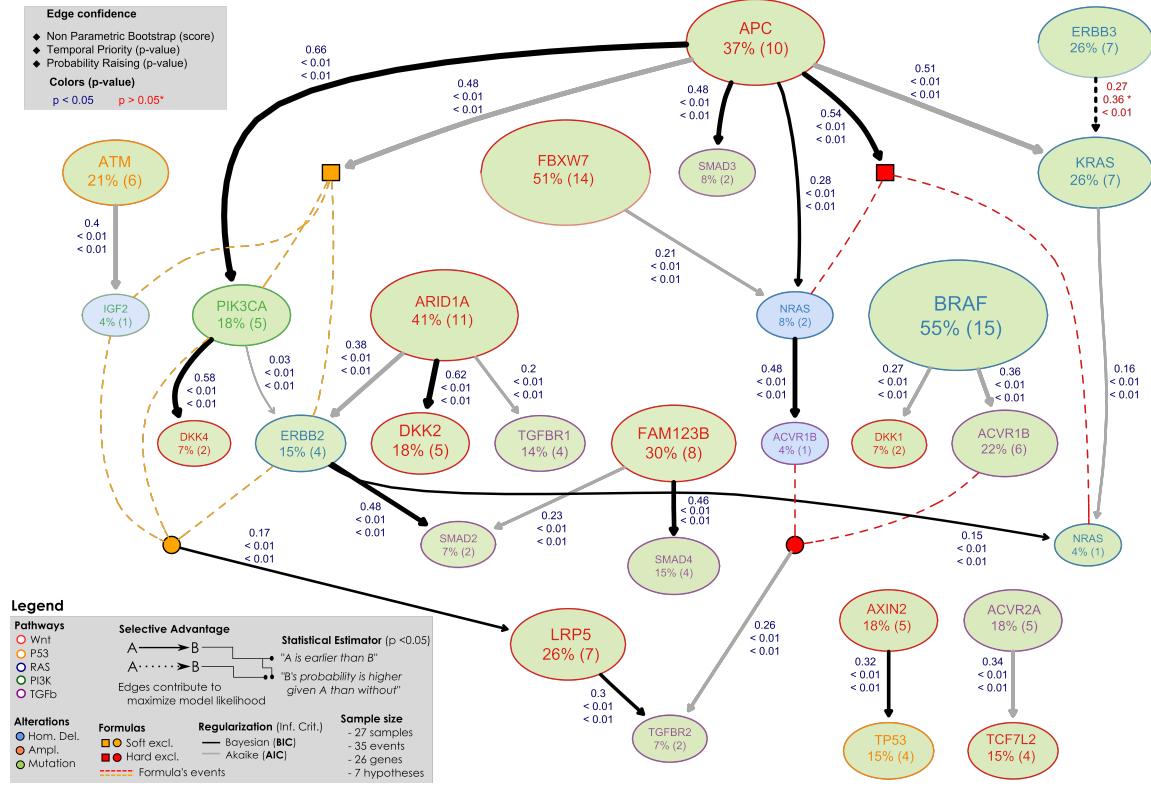 Edge confidence
◆ Non Parametric Bootstrap (score)
◆ Temporal Priority (p-value)
◆ Probability Raising (p-value)
Colors (p-value)
p < 0.05 p > 0.05*
APC
37% (10)
ERBB3
26% (7)
0.66
< 0.01
< 0.01
0.48
< 0.01
< 0.01
0.48
< 0.01
< 0.01
0.54
< 0.01
< 0.01
0.51
< 0.01
< 0.01
0.27
0.36 *
< 0.01
ATM
21% (6)
FBXW7
51% (14)
SMAD3
8% (2)
KRAS
26% (7)
0.28
< 0.01
< 0.01
0.4
< 0.01
< 0.01
0.21
< 0.01
< 0.01
IGF2
4% (1)
PIK3CA
18% (5)
ARID1A
41% (11)
NRAS
8% (2)
BRAF
55% (15)
0.58
< 0.01
< 0.01
0.03
< 0.01
< 0.01
0.38
< 0.01
< 0.01
0.62
< 0.01
< 0.01
0.2
< 0.01
< 0.01
0.48
< 0.01
< 0.01
0.27
< 0.01
< 0.01
0.36
< 0.01
< 0.01
0.16
< 0.01
< 0.01
DKK4
7% (2)
ERBB2
15% (4)
DKK2
18% (5)
TGFBR1
14% (4)
FAM123B
30% (8)
ACVR1B
4% (1)
DKK1
7% (2)
ACVR1B
22% (6)
0.48
< 0.01
< 0.01
0.23
< 0.01
< 0.01
0.46
< 0.01
< 0.01
0.17
< 0.01
< 0.01
SMAD2
7% (2)
SMAD4
15% (4)
0.15
< 0.01
< 0.01
NRAS
4% (1)
LRP5
26% (7)
0.26
< 0.01
< 0.01
AXIN2
18% (5)
ACVR2A
18% (5)
0.3
< 0.01
< 0.01
0.32
< 0.01
< 0.01
0.34
< 0.01
< 0.01
TGFBR2
7% (2)
TP53
15% (4)
TCF7L2
15% (4)
Legend
Pathways
Wnt
P53
RAS
PI3K
TGFb
Selective Advantage
A B
A B
Edges contribute to
maximize model likelihood
Statistical Estimator (p <0.05)
"A is earlier than B"
"B's probability is higher
given A than without"
Alterations
Hom. Del.
Ampl.
Mutation
Formulas
Soft excl.
Hard excl.
Formula's events
Regularization (Inf. Crit.)
Bayesian (BIC)
Akaike (AIC)
Sample size
- 27 samples
- 35 events
- 26 genes
- 7 hypotheses